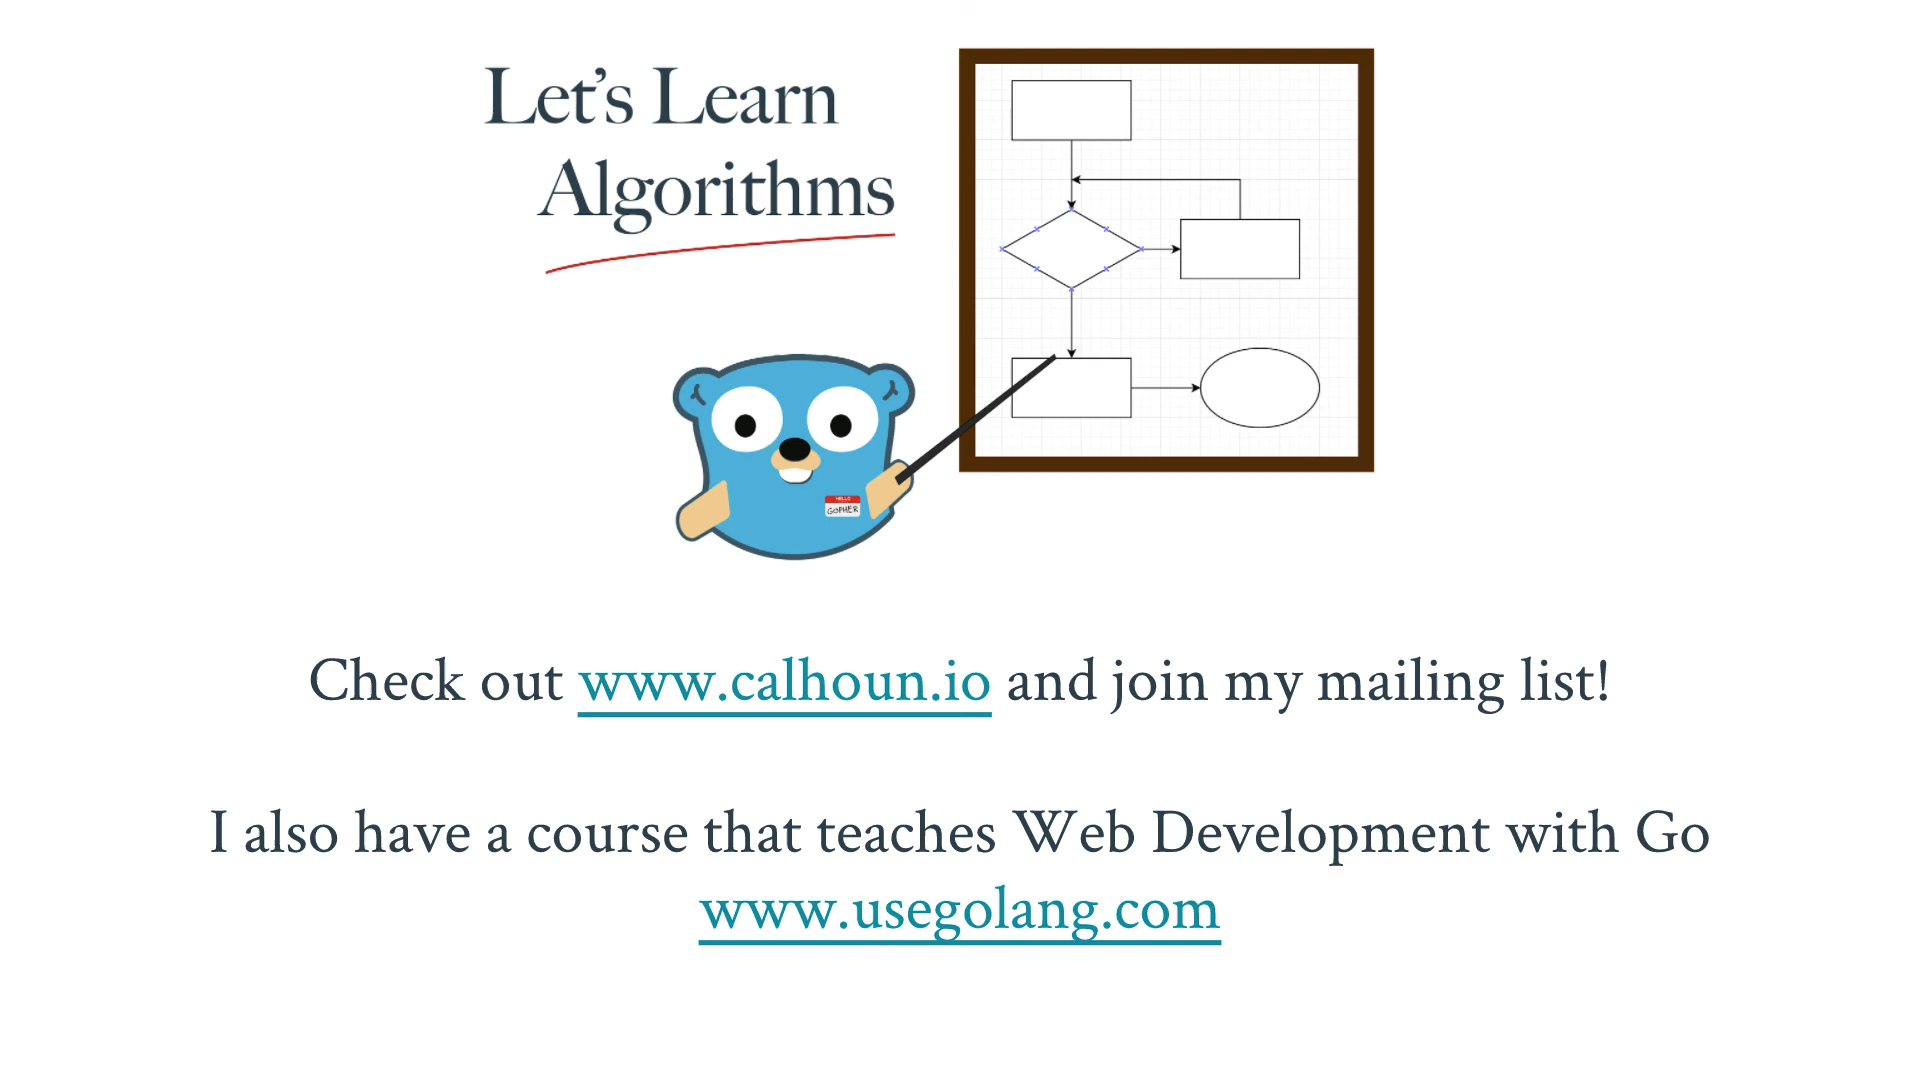 Let's Learn
Algorithms
HELLO
GOPHER
Check out www.calhoun.io and join my mailing list!
I also have a course that teaches Web Development with Go
www.usegolang.com